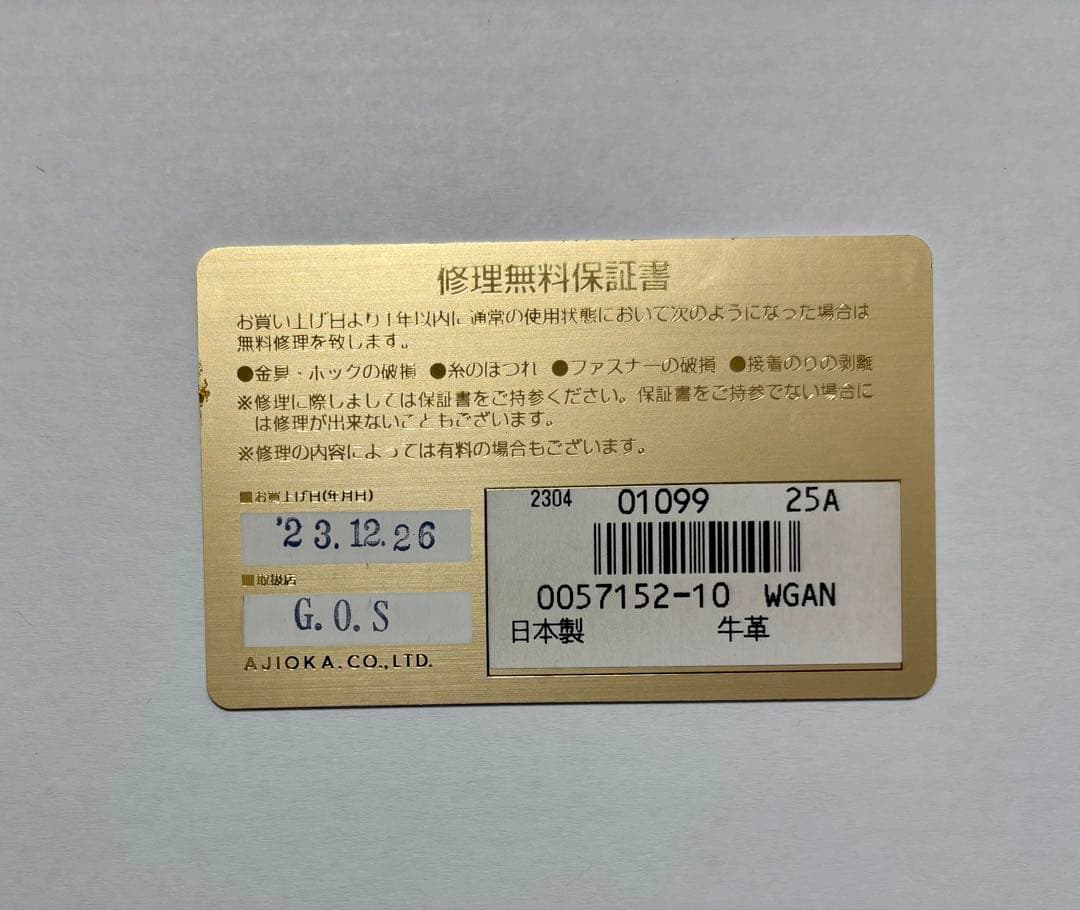 修理無料保証書
お買い上げ日より1年以内に通常の使用状態において次のようになった場合は
無料修理を致します。
●金具・ホックの破損 ●糸のほつれ ●ファスナーの破損 ●接着のりの剥離
※修理に際しましては保証書をご持参ください。保証書をご持参でない場合に
は修理が出来ないこともございます。
※修理の内容によっては有料の場合もございます。
■お買上げ日(年月日)
'23.12.26
■取扱店
G.O.S
AJIOKA.CO.,LTD.
2304 01099 25A
0057152-10 WGAN
日本製 牛革